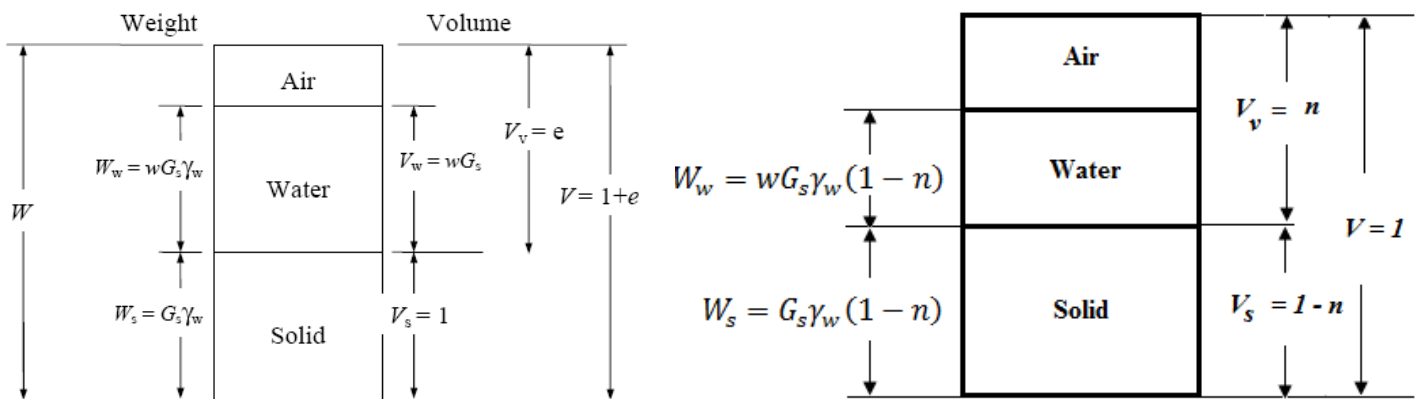 Weight Volume
Air
V_v = e
W_w = wG_sγ_w
V_w = wG_s
Water
W
V = 1+e
W_s = G_sγ_w
V_s = 1
Solid
Air
V_v = n
Water
W_w = wG_sγ_w(1 − n)
V = 1
W_s = G_sγ_w(1 − n)
Solid
V_s = 1 - n